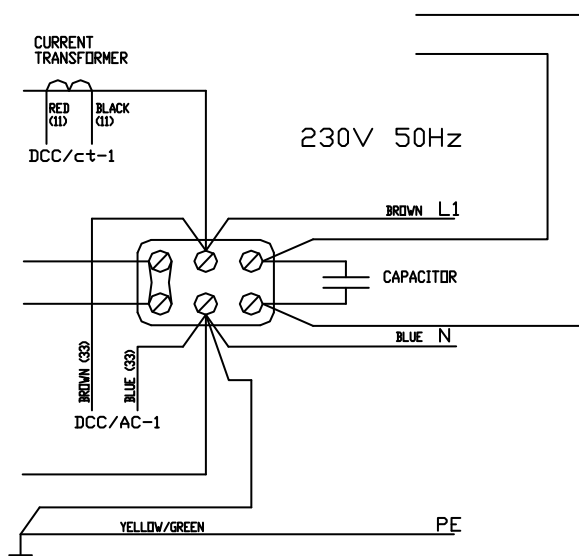 CURRENT
TRANSFORMER
RED
(11)
BLACK
(11)
DCC/ct-1
230V 50Hz
BROWN L1
CAPACITOR
BLUE N
BROWN (33)
BLUE (33)
DCC/AC-1
YELLOW/GREEN
PE